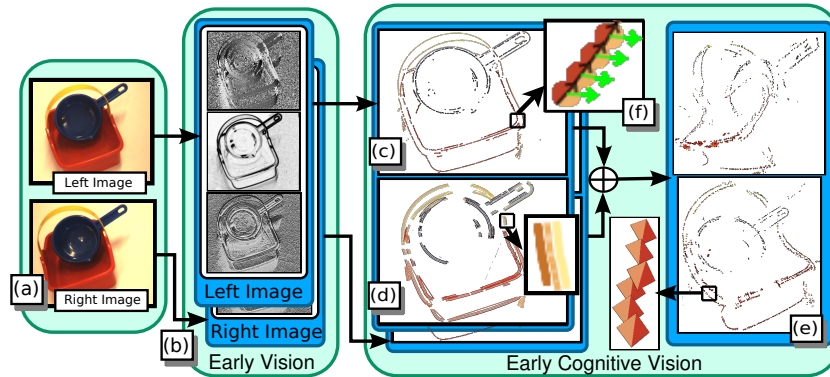 Left Image
Right Image
(a)
(b)
Left Image
Right Image
Early Vision
(c)
(d)
(f)
(e)
Early Cognitive Vision